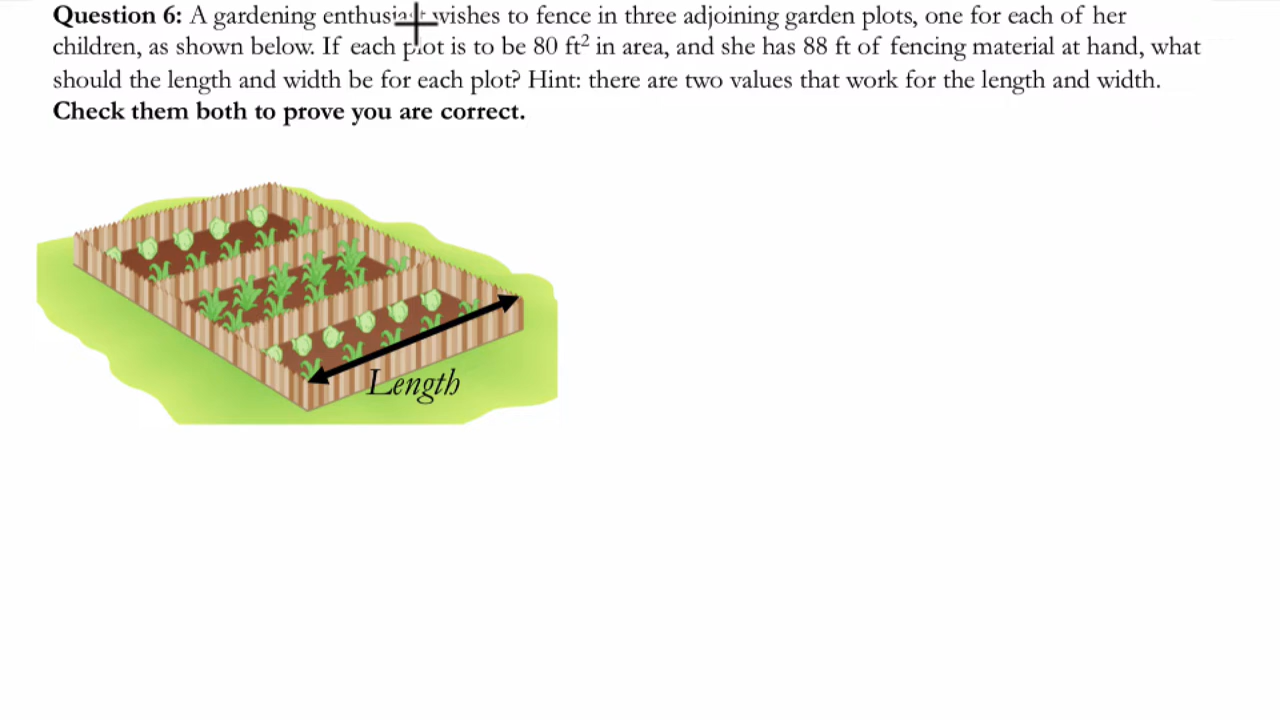 Question 6: A gardening enthusiast wishes to fence in three adjoining garden plots, one for each of her
children, as shown below. If each plot is to be 80 ft² in area, and she has 88 ft of fencing material at hand, what
should the length and width be for each plot? Hint: there are two values that work for the length and width.
Check them both to prove you are correct.
Length